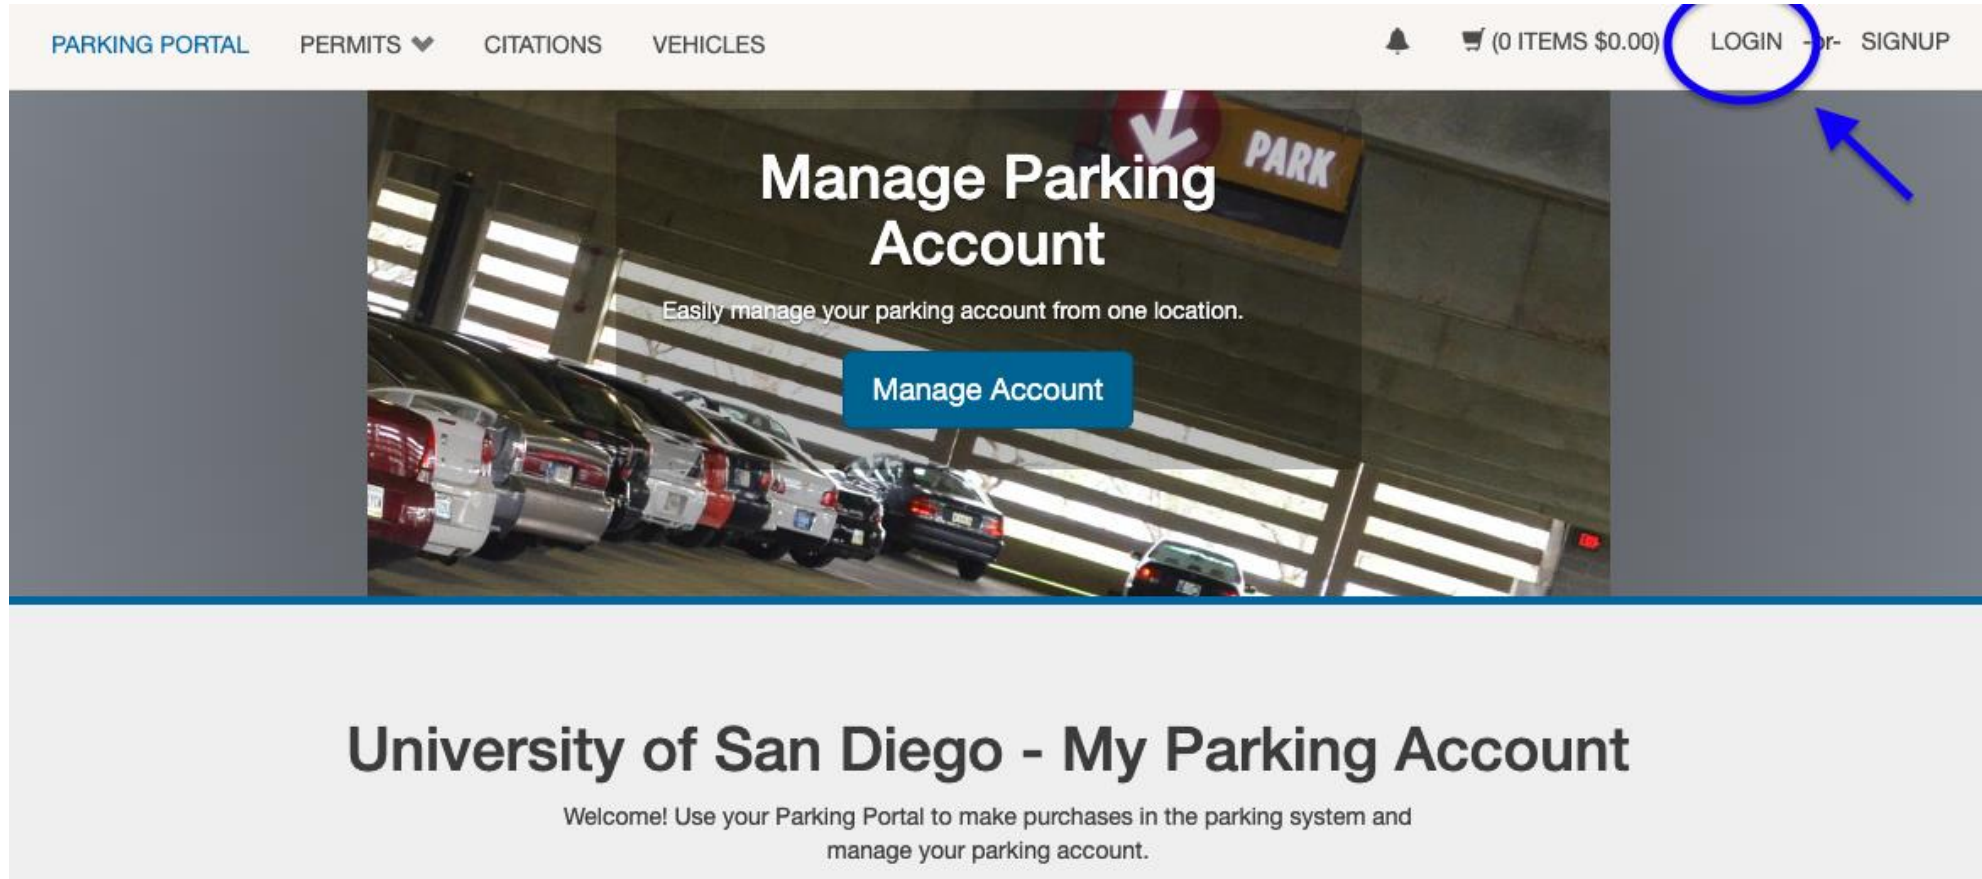 PARKING PORTAL PERMITS CITATIONS VEHICLES (0 ITEMS $0.00) LOGIN -or- SIGNUP
PARK
Manage Parking
Account
Easily manage your parking account from one location.
Manage Account
University of San Diego - My Parking Account
Welcome! Use your Parking Portal to make purchases in the parking system and
manage your parking account.